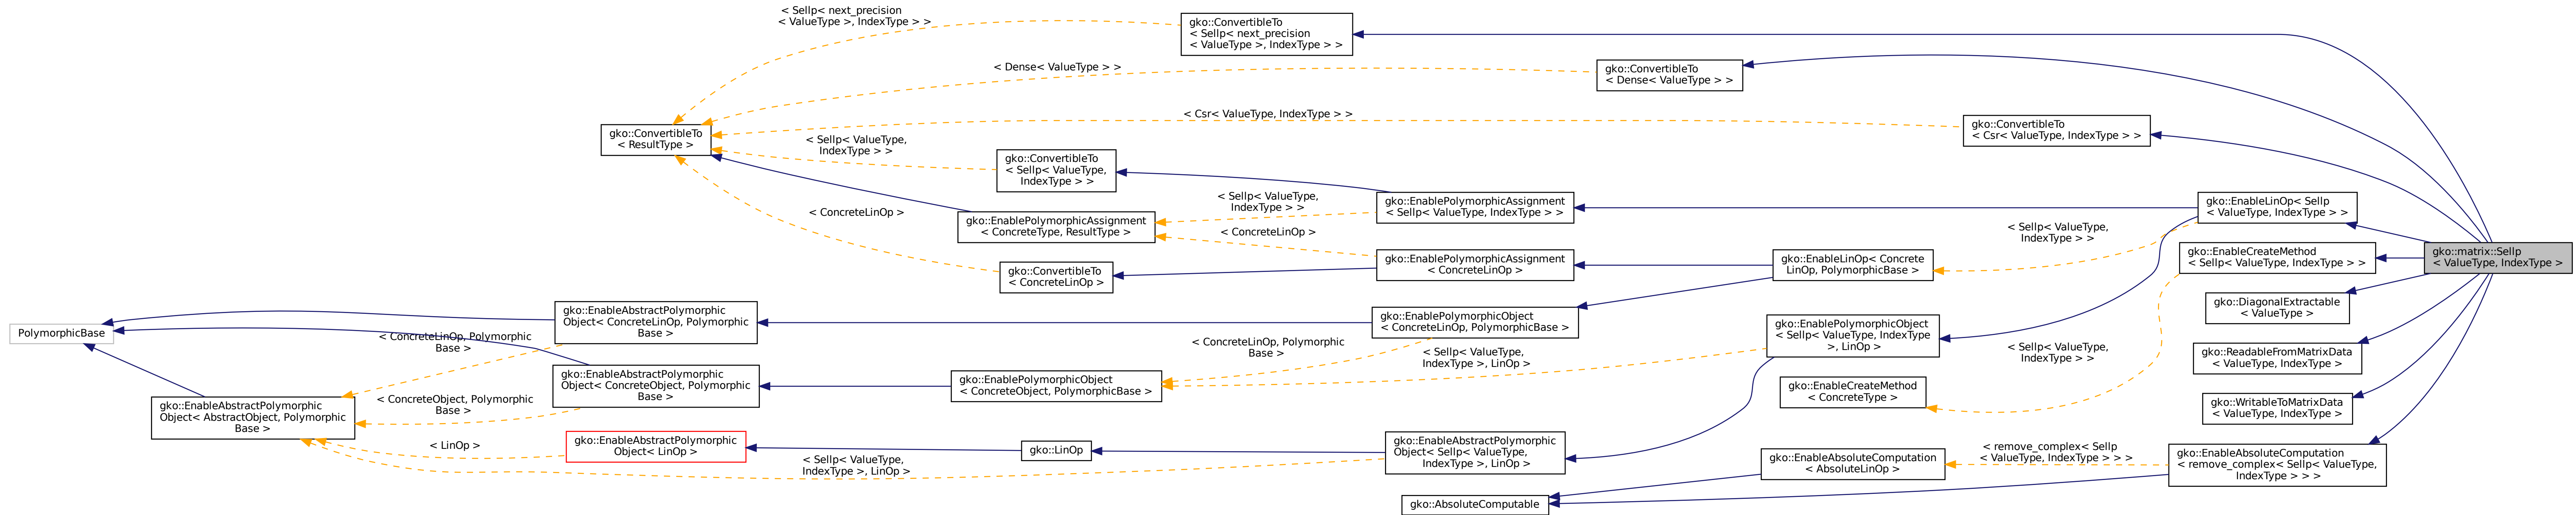 < Sellp< next_precision
< ValueType >, IndexType > >
gko::ConvertibleTo
< Sellp< next_precision
< ValueType >, IndexType > >
< Dense< ValueType > >
gko::ConvertibleTo
< Dense< ValueType > >
< Csr< ValueType, IndexType > >
gko::ConvertibleTo
< Csr< ValueType, IndexType > >
gko::ConvertibleTo
< ResultType >
< Sellp< ValueType,
IndexType > >
gko::ConvertibleTo
< Sellp< ValueType,
IndexType > >
< Sellp< ValueType,
IndexType > >
gko::EnablePolymorphicAssignment
< Sellp< ValueType, IndexType > >
gko::EnableLinOp< Sellp
< ValueType, IndexType > >
< ConcreteLinOp >
gko::EnablePolymorphicAssignment
< ConcreteType, ResultType >
< ConcreteLinOp >
< Sellp< ValueType,
IndexType > >
gko::EnableCreateMethod
< Sellp< ValueType, IndexType > >
gko::matrix::Sellp
< ValueType, IndexType >
gko::ConvertibleTo
< ConcreteLinOp >
gko::EnablePolymorphicAssignment
< ConcreteLinOp >
gko::EnableLinOp< Concrete
LinOp, PolymorphicBase >
gko::DiagonalExtractable
< ValueType >
gko::EnableAbstractPolymorphic
Object< ConcreteLinOp, Polymorphic
Base >
gko::EnablePolymorphicObject
< ConcreteLinOp, PolymorphicBase >
PolymorphicBase
< ConcreteLinOp, Polymorphic
Base >
< ConcreteLinOp, Polymorphic
Base >
< Sellp< ValueType,
IndexType >, LinOp >
gko::EnablePolymorphicObject
< Sellp< ValueType, IndexType
>, LinOp >
< Sellp< ValueType,
IndexType > >
gko::ReadableFromMatrixData
< ValueType, IndexType >
gko::EnableAbstractPolymorphic
Object< ConcreteObject, Polymorphic
Base >
gko::EnablePolymorphicObject
< ConcreteObject, PolymorphicBase >
gko::EnableCreateMethod
< ConcreteType >
gko::WritableToMatrixData
< ValueType, IndexType >
gko::EnableAbstractPolymorphic
Object< AbstractObject, Polymorphic
Base >
< ConcreteObject, Polymorphic
Base >
< LinOp >
gko::EnableAbstractPolymorphic
Object< LinOp >
gko::LinOp
gko::EnableAbstractPolymorphic
Object< Sellp< ValueType,
IndexType >, LinOp >
< Sellp< ValueType,
IndexType >, LinOp >
gko::EnableAbsoluteComputation
< AbsoluteLinOp >
< remove_complex< Sellp
< ValueType, IndexType > > >
gko::EnableAbsoluteComputation
< remove_complex< Sellp< ValueType,
IndexType > > >
gko::AbsoluteComputable